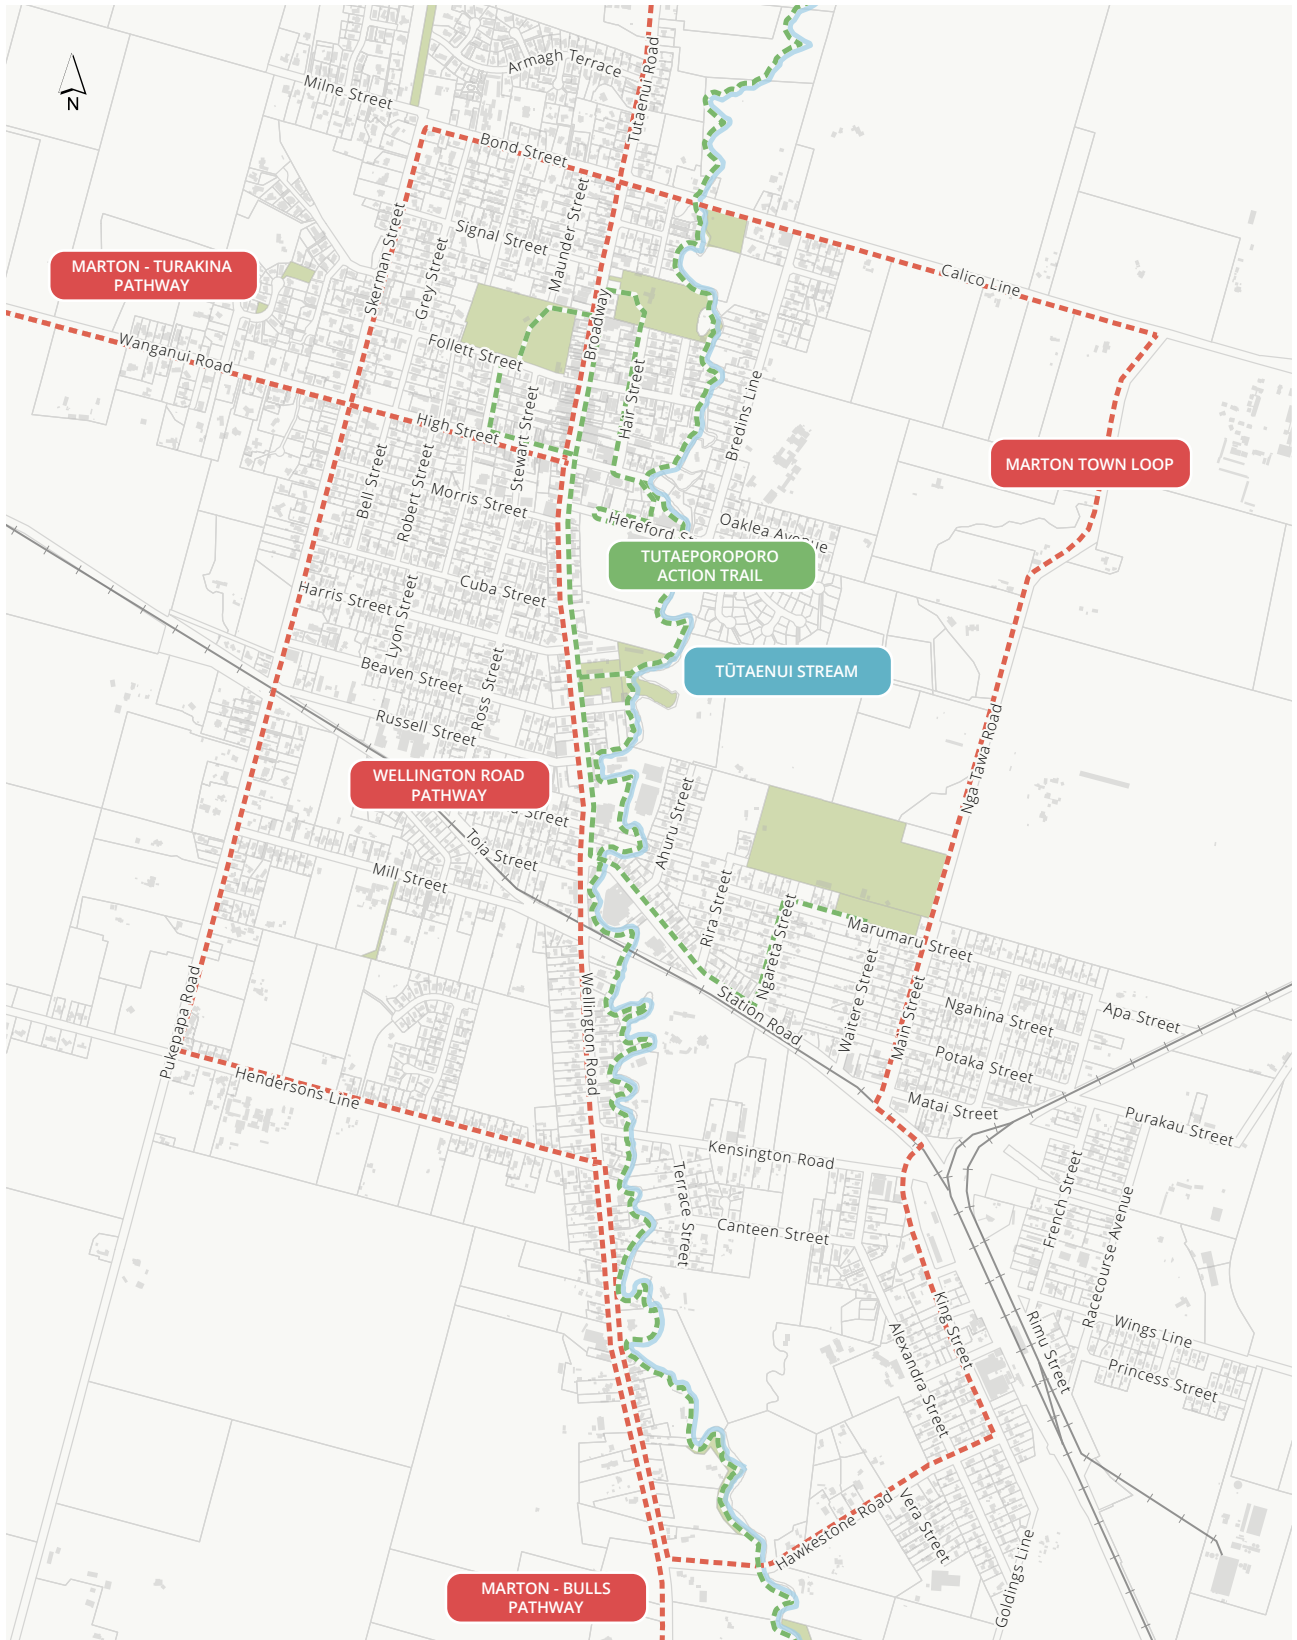 Armagh Terrace
Tutaenui Road
Milne Street
N
Bond Street
Maunder Street
Signal Street
Skerman Street
Grey Street
MARTON - TURAKINA
PATHWAY
Calico Line
Broadway
Wanganui Road
Follett Street
Hair Street
Bredins Line
Stewart Street
High Street
MARTON TOWN LOOP
Bell Street
Robert Street
Morris Street
Hereford St
Oaklea Avenue
TUTAEPOROPORO
ACTION TRAIL
Cuba Street
Harris Street
Lyon Street
Beaven Street
Ross Street
TŪTAENUI STREAM
Russell Street
Nga Tawa Road
WELLINGTON ROAD
PATHWAY
Street
Ahuru Street
Toia Street
Mill Street
Rira Street
Ngareta Street
Marumaru Street
Waitere Street
Pukepapa Road
Wellington Road
Station Road
Main Street
Ngahina Street
Apa Street
Potaka Street
Hendersons Line
Matai Street
Purakau Street
Kensington Road
Terrace Street
French Street
Racecourse Avenue
Canteen Street
King Street
Alexandra Street
Rimu Street
Wings Line
Princess Street
Vera Street
Hawkestone Road
Goldings Line
MARTON - BULLS
PATHWAY